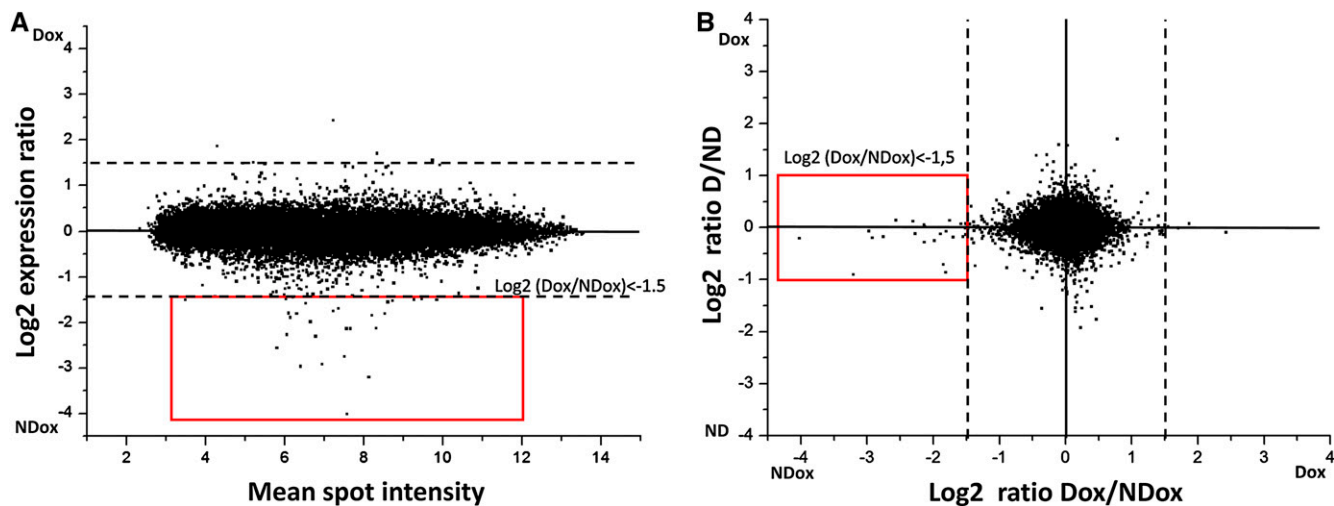 A
Dox
4
3
2
1
0
-1
-2
-3
-4
NDox
Log2 expression ratio
Log2 (Dox/NDox)<-1.5
2 4 6 8 10 12 14
Mean spot intensity
B
Dox
4
3
2
1
0
-1
-2
-3
-4
ND
Log2 ratio D/ND
Log2 (Dox/NDox)<-1,5
-4 -3 -2 -1 0 1 2 3 4
NDox
Dox
Log2 ratio Dox/NDox